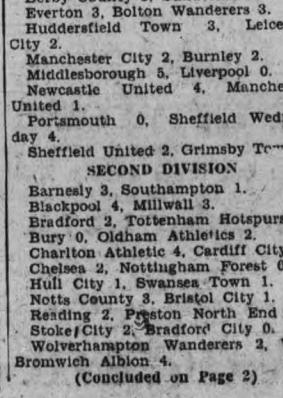 Everton 3, Bolton Wanderers 3.
Huddersfield Town 3, Leice
City 2.
Manchester City 2, Burnley 2.
Middlesborough 5, Liverpool 0.
Newcastle United 4, Manche
United 1.
Portsmouth 0, Sheffield Wed
day 4.
Sheffield United 2, Grimsby
SECOND DIVISION
Barnesly 3, Southampton 1.
Blackpool 4, Millwall 3.
Bradford 2, Tottenham Hotspurs
Bury 0, Oldham Athletics 2.
Charlton Athletic 4, Cardiff City
Chelsea 2, Nottingham Forest 0
Hull City 1, Swansea Town 1.
Notts County 3, Bristol City 1.
Reading 2, Preston North End
Stoke City 2, Bradford City 0.
Wolverhampton Wanderers 2,
Bromwich Albion 4.
(Concluded on Page 2)